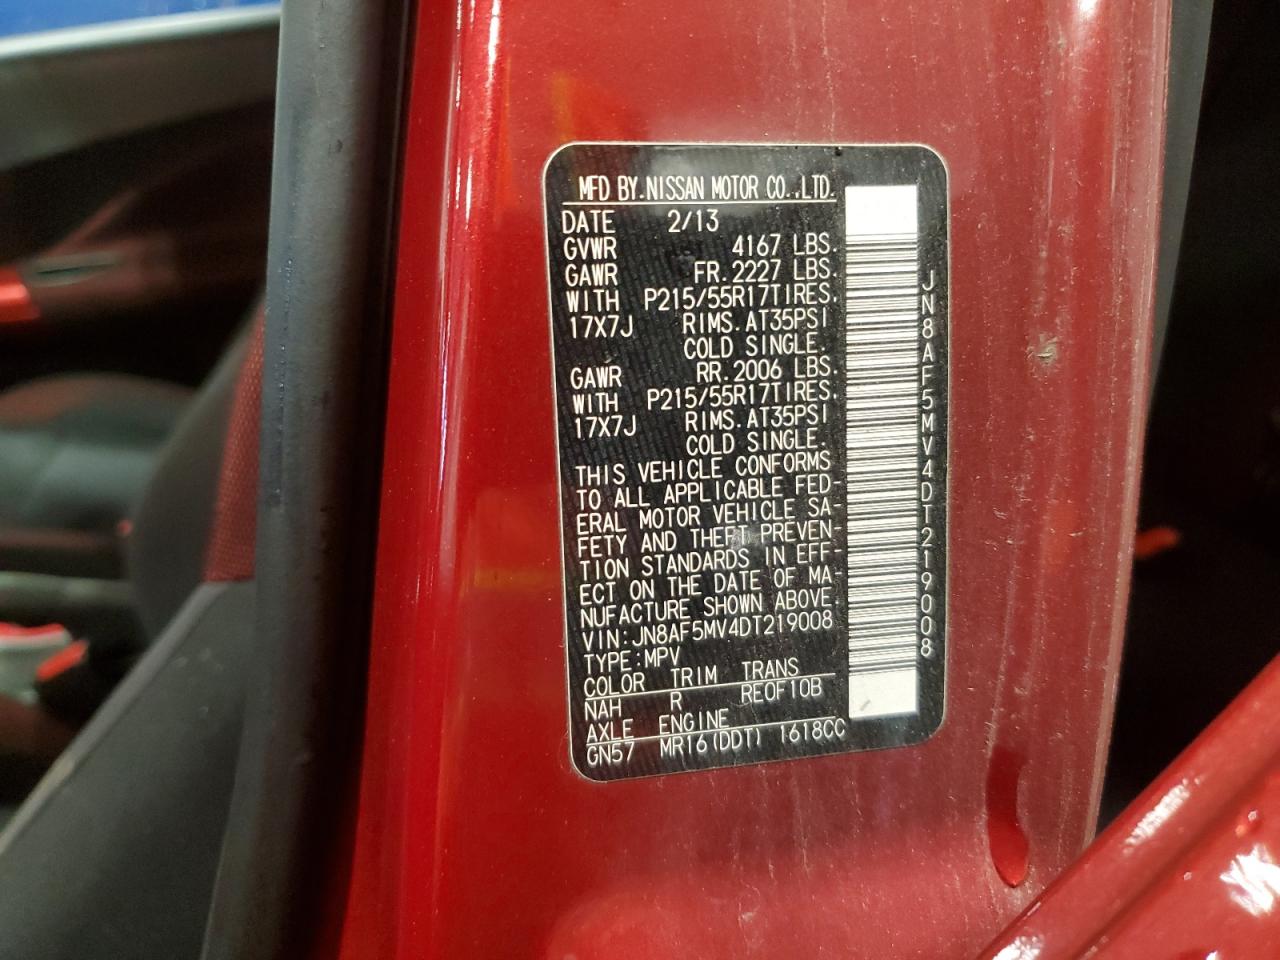 MFD BY.NISSAN MOTOR CO.,LTD.
DATE 2/13
GVWR 4167 LBS.
GAWR FR.2227 LBS.
WITH P215/55R17TIRES.
17X7J RIMS.AT35PSI
COLD SINGLE.
GAWR RR.2006 LBS.
WITH P215/55R17TIRES.
17X7J RIMS.AT35PSI
COLD SINGLE.
THIS VEHICLE CONFORMS
TO ALL APPLICABLE FED-
ERAL MOTOR VEHICLE SA-
FETY AND THEFT PREVEN-
TION STANDARDS IN EFF-
ECT ON THE DATE OF MA-
NUFACTURE SHOWN ABOVE.
VIN:JN8AF5MV4DT219008
TYPE:MPV
COLOR TRIM TRANS
NAH R RE0F10B
AXLE ENGINE
GN57 MR16(DDT) 1618CC
JN8AF5MV4DT219008